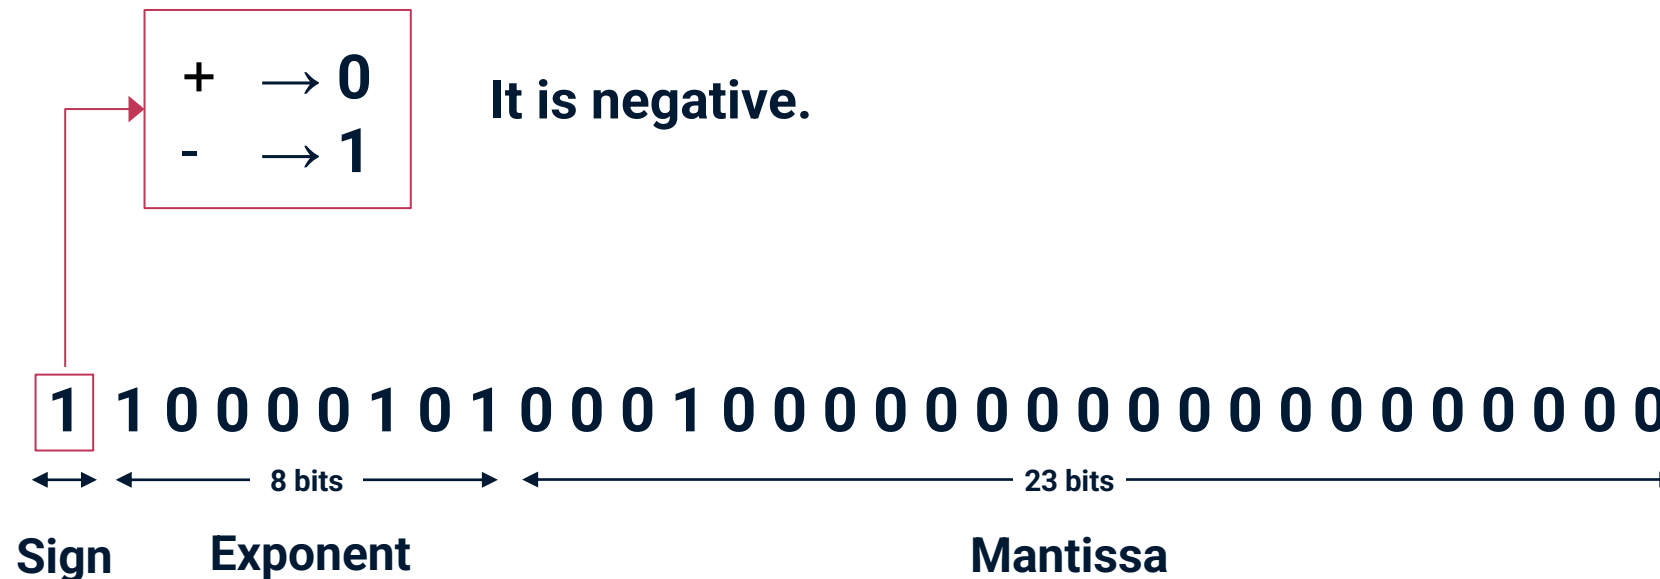 + → 0
- → 1
It is negative.
1 1 0 0 0 0 1 0 1 0 0 0 1 0 0 0 0 0 0 0 0 0 0 0 0 0 0 0 0 0 0 0
8 bits 23 bits
Sign Exponent Mantissa